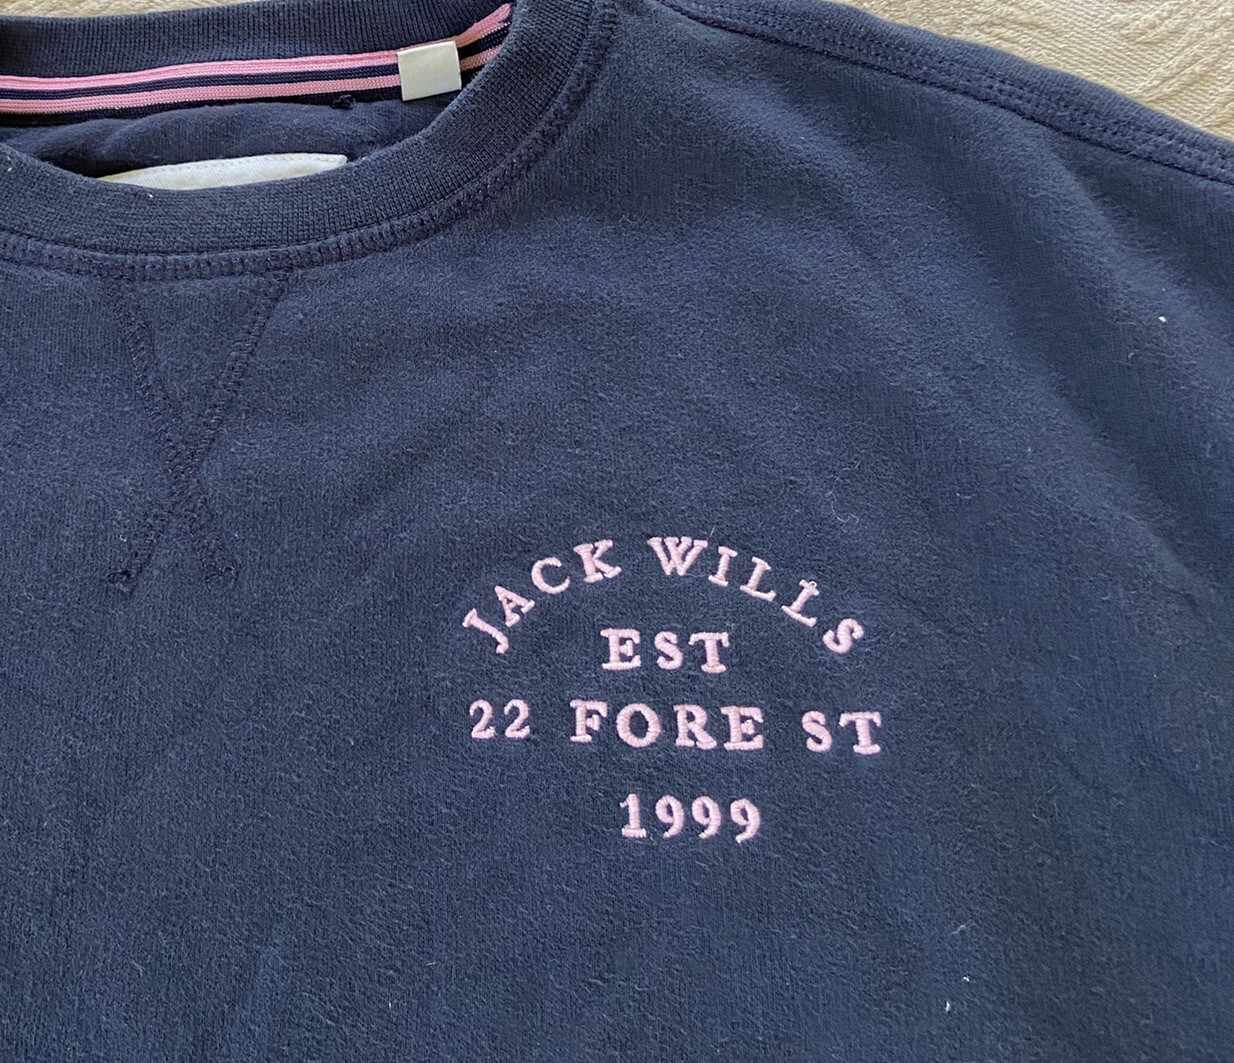 JACK WILLS
EST
22 FORE ST
1999